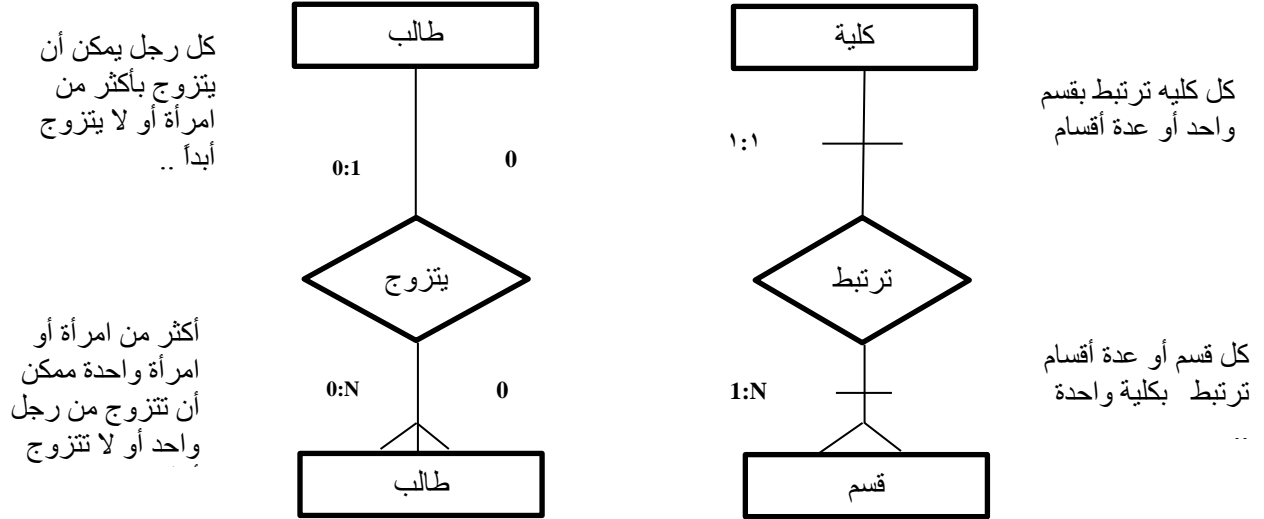 كلية
كل كليه ترتبط بقسم
واحد أو عدة أقسام
١:١
ترتبط
كل قسم أو عدة أقسام
ترتبط بكلية واحدة
..
1:N
قسم
طالب
كل رجل يمكن أن
يتزوج بأكثر من
امرأة أو لا يتزوج
أبداً ..
0:1
0
يتزوج
أكثر من امرأة أو
امرأة واحدة ممكن
أن تتزوج من رجل
واحد أو لا تتزوج
0:N
0
طالب